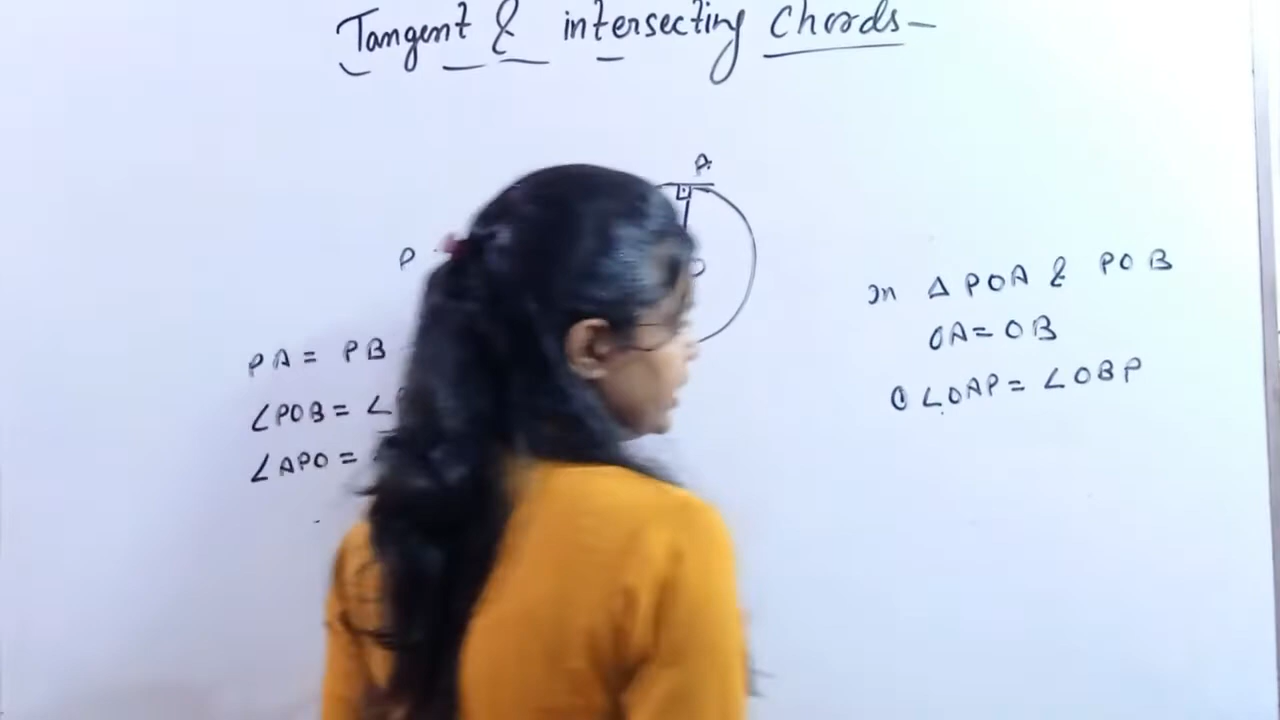 Tangent & intersecting Chords-
A
P
O
PA = PB
∠POB = ∠
∠APO =
In Δ POA & POB
OA = OB
∠OAP = ∠OBP